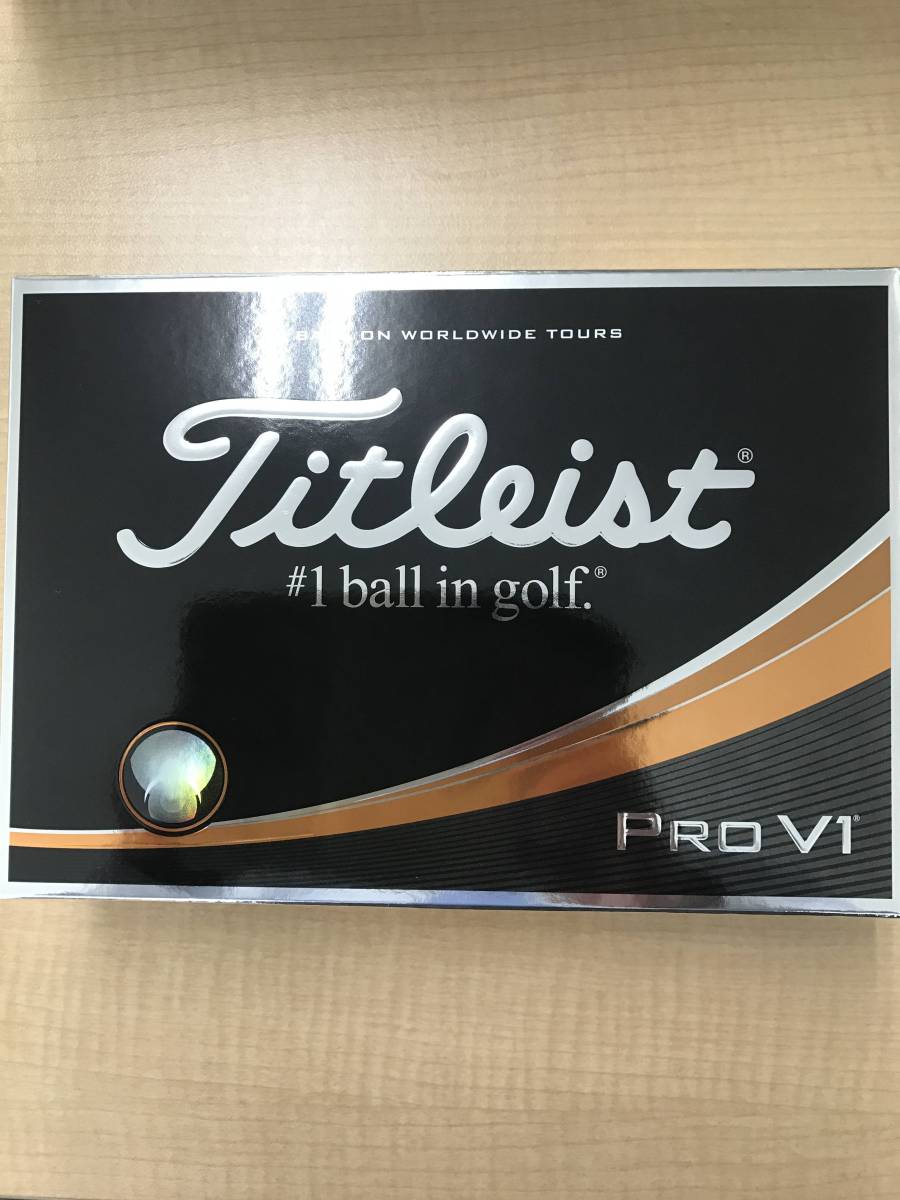 ON WORLDWIDE TOURS
Titleist®
#1 ball in golf.®
PRO V1®